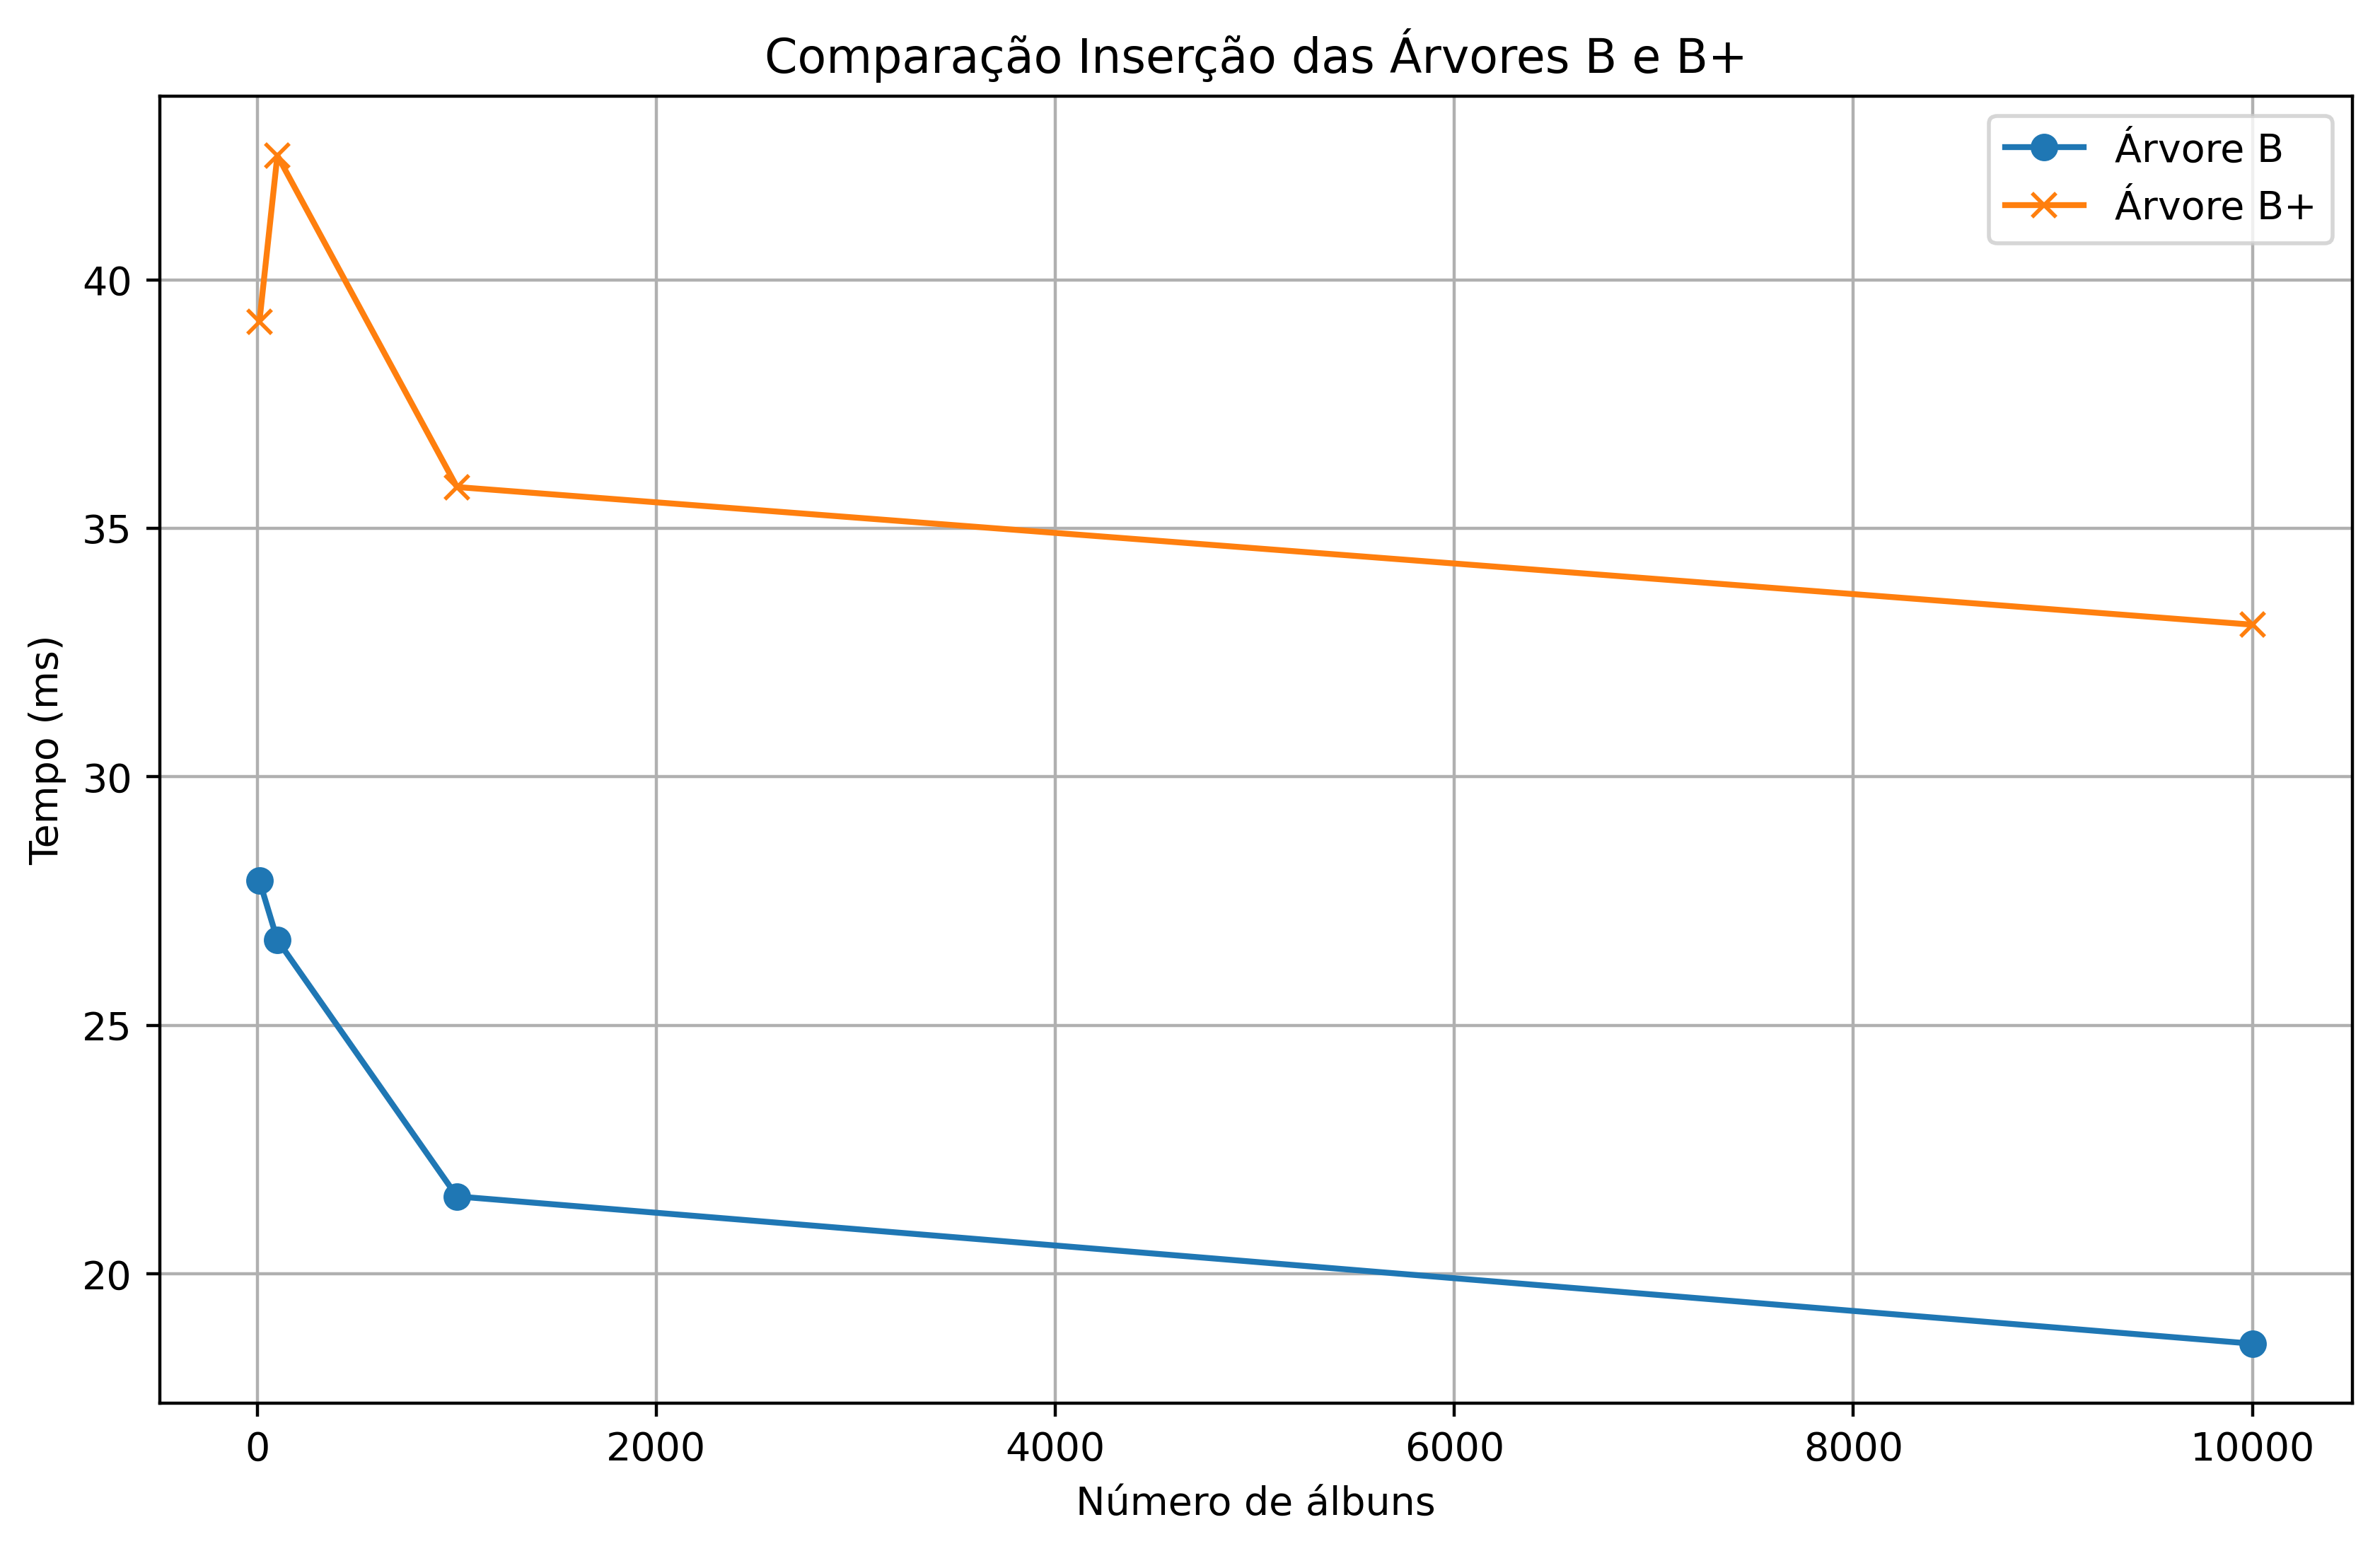 Comparação Inserção das Árvores B e B+
Árvore B
Árvore B+
Tempo (ms)
40
35
30
25
20
0
2000
4000
6000
8000
10000
Número de álbuns